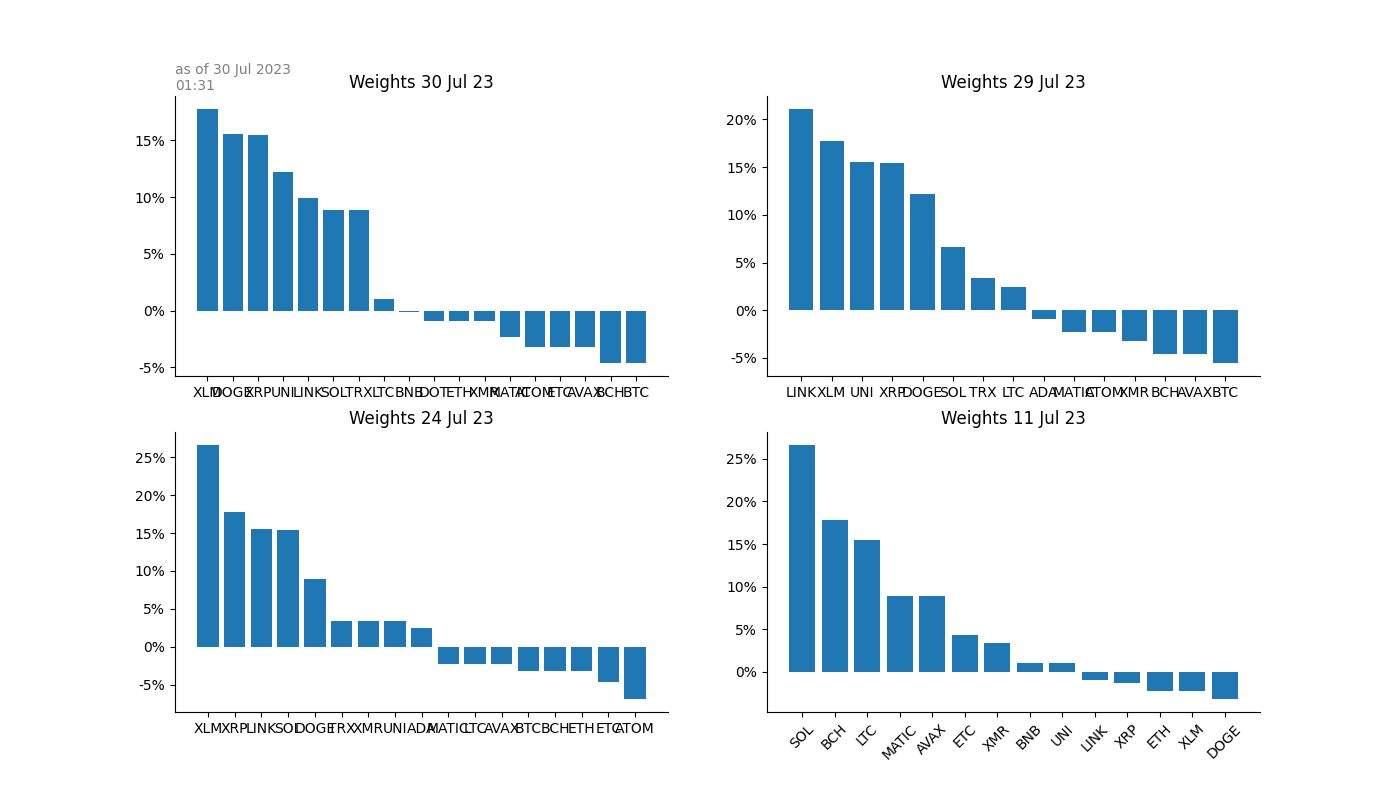 as of 30 Jul 2023
01:31
Weights 30 Jul 23
15%
10%
5%
0%
-5%
XLM DOGE XRP UNI LINK SOL TRX LTC BNB DOT ETH XMR MATIC ATOM ETC AVAX BCH BTC
Weights 29 Jul 23
20%
15%
10%
5%
0%
-5%
LINK XLM UNI XRP DOGE SOL TRX LTC ADA MATIC ATOM XMR BCH AVAX BTC
Weights 24 Jul 23
25%
20%
15%
10%
5%
0%
-5%
XLM XRP LINK SOL DOGE TRX XMR UNI ADA MATIC LTC AVAX BTC BCH ETH ETC ATOM
Weights 11 Jul 23
25%
20%
15%
10%
5%
0%
SOL BCH LTC MATIC AVAX ETC XMR BNB UNI LINK XRP ETH XLM DOGE